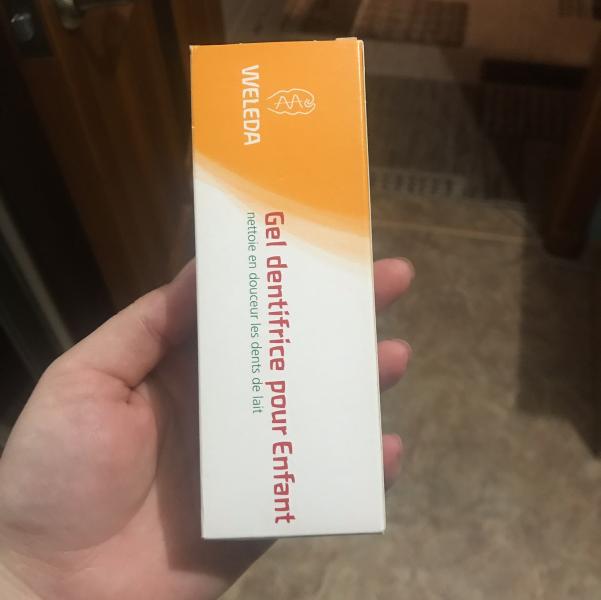 WELEDA
Gel dentifrice pour Enfant
nettoie en douceur les dents de lait